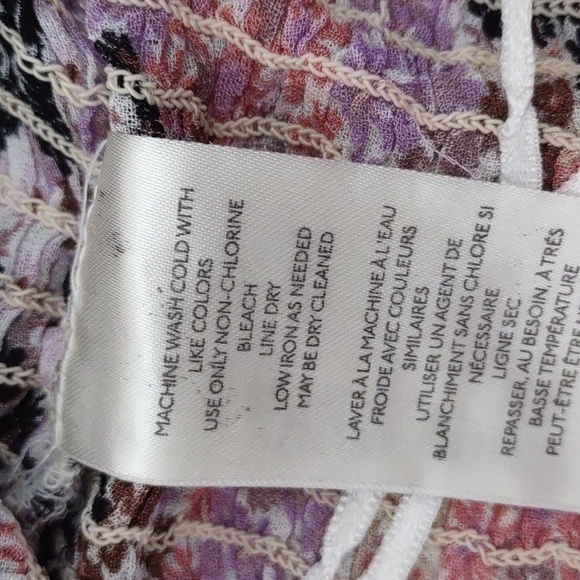 MACHINE WASH COLD WITH
LIKE COLORS
USE ONLY NON-CHLORINE
BLEACH
LINE DRY
LOW IRON AS NEEDED
MAY BE DRY CLEANED
LAVER À LA MACHINE À L'EAU
FROIDE AVEC COULEURS
SIMILAIRES
UTILISER UN AGENT DE
BLANCHIMENT SANS CHLORE SI
NÉCESSAIRE
LIGNE SEC
REPASSER, AU BESOIN, À TRÈS
BASSE TEMPÉRATURE
PEUT-ÊTRE ÊTRE